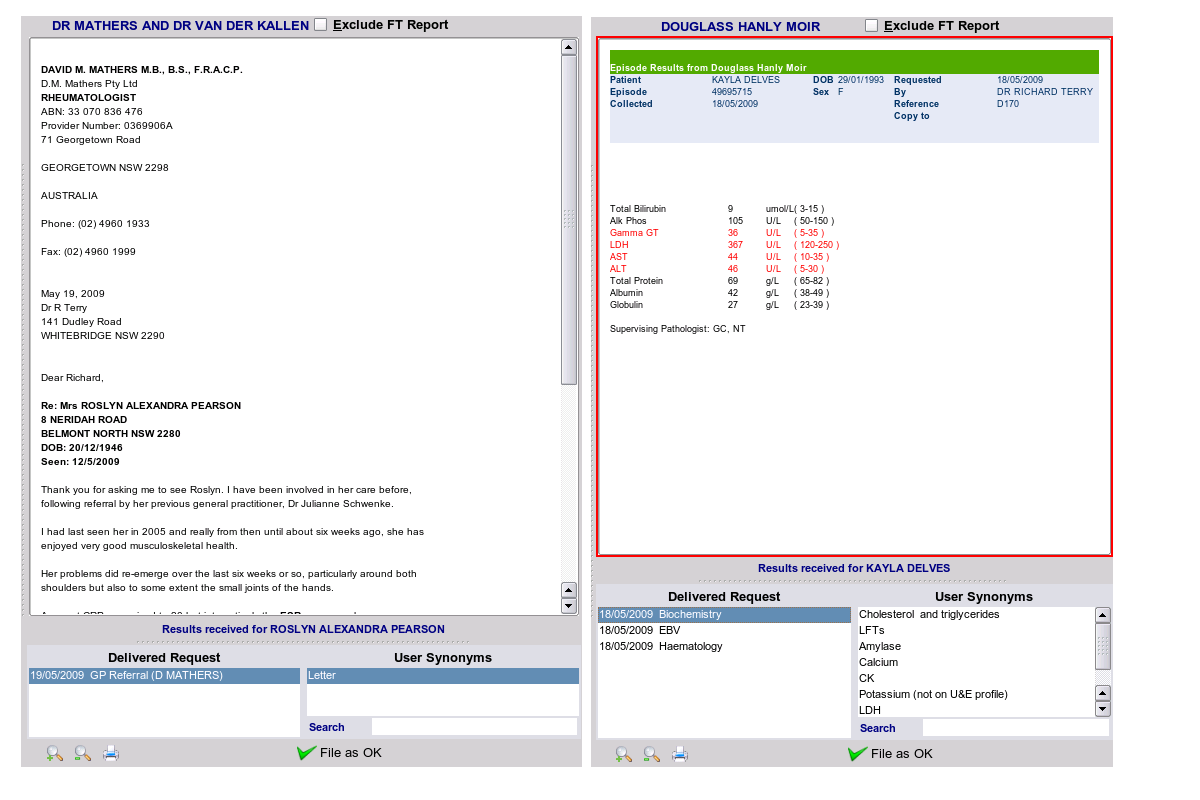 DR MATHERS AND DR VAN DER KALLEN Exclude FT Report
DAVID M. MATHERS M.B., B.S., F.R.A.C.P.
D.M. Mathers Pty Ltd
RHEUMATOLOGIST
ABN: 33 070 836 476
Provider Number: 0369906A
71 Georgetown Road
GEORGETOWN NSW 2298
AUSTRALIA
Phone: (02) 4960 1933
Fax: (02) 4960 1999
May 19, 2009
Dr R Terry
141 Dudley Road
WHITEBRIDGE NSW 2290
Dear Richard,
Re: Mrs ROSLYN ALEXANDRA PEARSON
8 NERIDAH ROAD
BELMONT NORTH NSW 2280
DOB: 20/12/1946
Seen: 12/5/2009
Thank you for asking me to see Roslyn. I have been involved in her care before,
following referral by her previous general practitioner, Dr Julianne Schwenke.
I had last seen her in 2005 and really from then until about six weeks ago, she has
enjoyed very good musculoskeletal health.
Her problems did re-emerge over the last six weeks or so, particularly around both
shoulders but also to some extent the small joints of the hands.
Results received for ROSLYN ALEXANDRA PEARSON
Delivered Request User Synonyms
19/05/2009 GP Referral (D MATHERS) Letter
Search
File as OK
DOUGLASS HANLY MOIR Exclude FT Report
Episode Results from Douglass Hanly Moir
Patient KAYLA DELVES DOB 29/01/1993 Requested 18/05/2009
Episode 49695715 Sex F By DR RICHARD TERRY
Collected 18/05/2009 Reference D170
Copy to
Total Bilirubin 9 umol/L( 3-15 )
Alk Phos 105 U/L ( 50-150 )
Gamma GT 36 U/L ( 5-35 )
LDH 367 U/L ( 120-250 )
AST 44 U/L ( 10-35 )
ALT 46 U/L ( 5-30 )
Total Protein 69 g/L ( 65-82 )
Albumin 42 g/L ( 38-49 )
Globulin 27 g/L ( 23-39 )
Supervising Pathologist: GC, NT
Results received for KAYLA DELVES
Delivered Request User Synonyms
18/05/2009 Biochemistry Cholesterol and triglycerides
18/05/2009 EBV LFTs
18/05/2009 Haematology Amylase
Calcium
CK
Potassium (not on U&E profile)
LDH
Search
File as OK